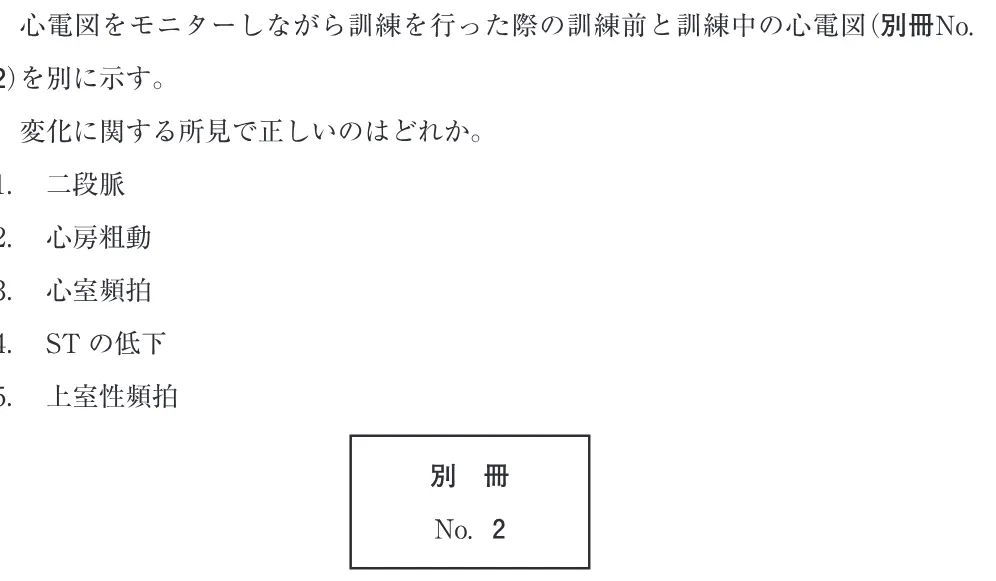 心電図をモニターしながら訓練を行った際の訓練前と訓練中の心電図(別冊No.
2)を別に示す。
変化に関する所見で正しいのはどれか。
1. 二段脈
2. 心房粗動
3. 心室頻拍
4. ST の低下
5. 上室性頻拍
別 冊
No. 2